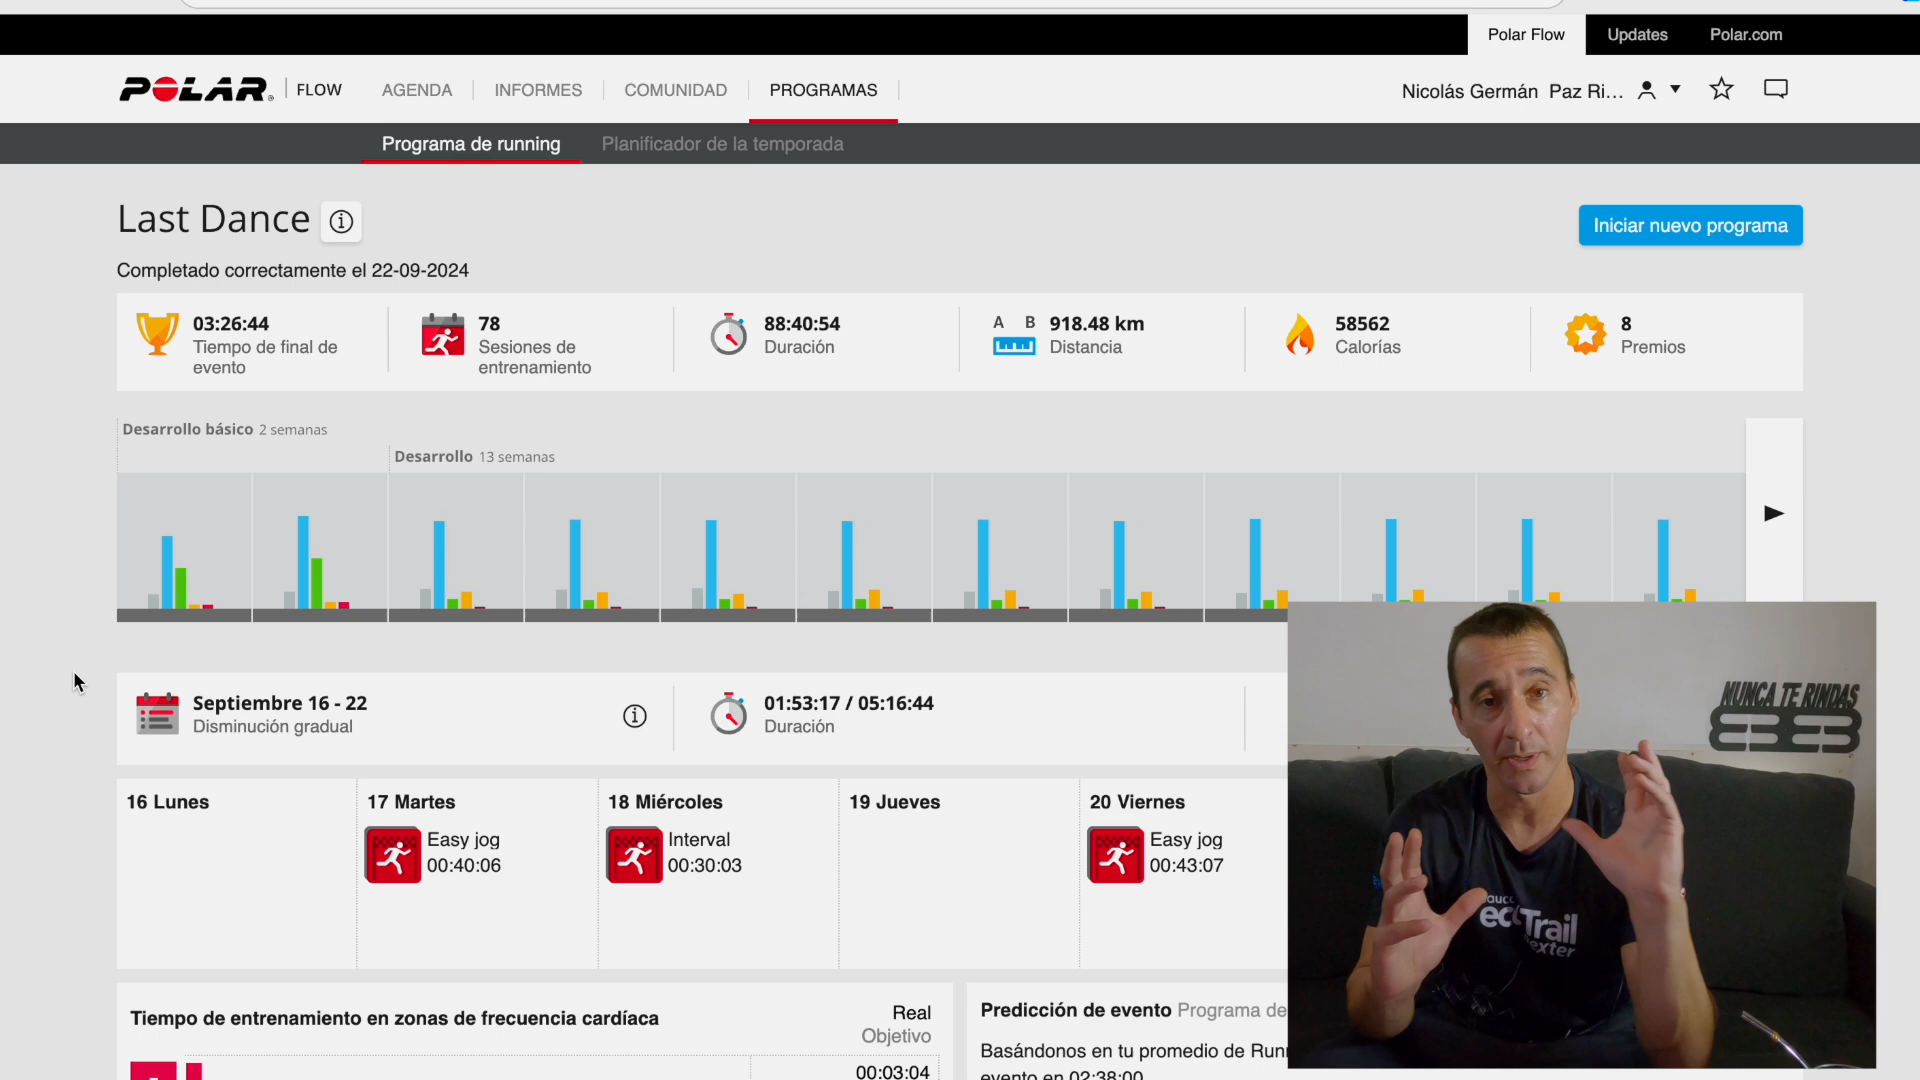 Polar Flow Updates Polar.com
POLAR FLOW AGENDA INFORMES COMUNIDAD PROGRAMAS Nicolás Germán Paz Ri...
Programa de running Planificador de la temporada
Last Dance
Iniciar nuevo programa
Completado correctamente el 22-09-2024
03:26:44
Tiempo de final de
evento
78
Sesiones de
entrenamiento
88:40:54
Duración
A B
918.48 km
Distancia
58562
Calorías
8
Premios
Desarrollo básico 2 semanas
Desarrollo 13 semanas
Septiembre 16 - 22
Disminución gradual
01:53:17 / 05:16:44
Duración
NUNCA TE RINDAS
16 Lunes
17 Martes
Easy jog
00:40:06
18 Miércoles
Interval
00:30:03
19 Jueves
20 Viernes
Easy jog
00:43:07
Trail
Tiempo de entrenamiento en zonas de frecuencia cardíaca
Real
Objetivo
00:03:04
Predicción de evento Programa de
Basándonos en tu promedio de Run
evento en 02:38:00